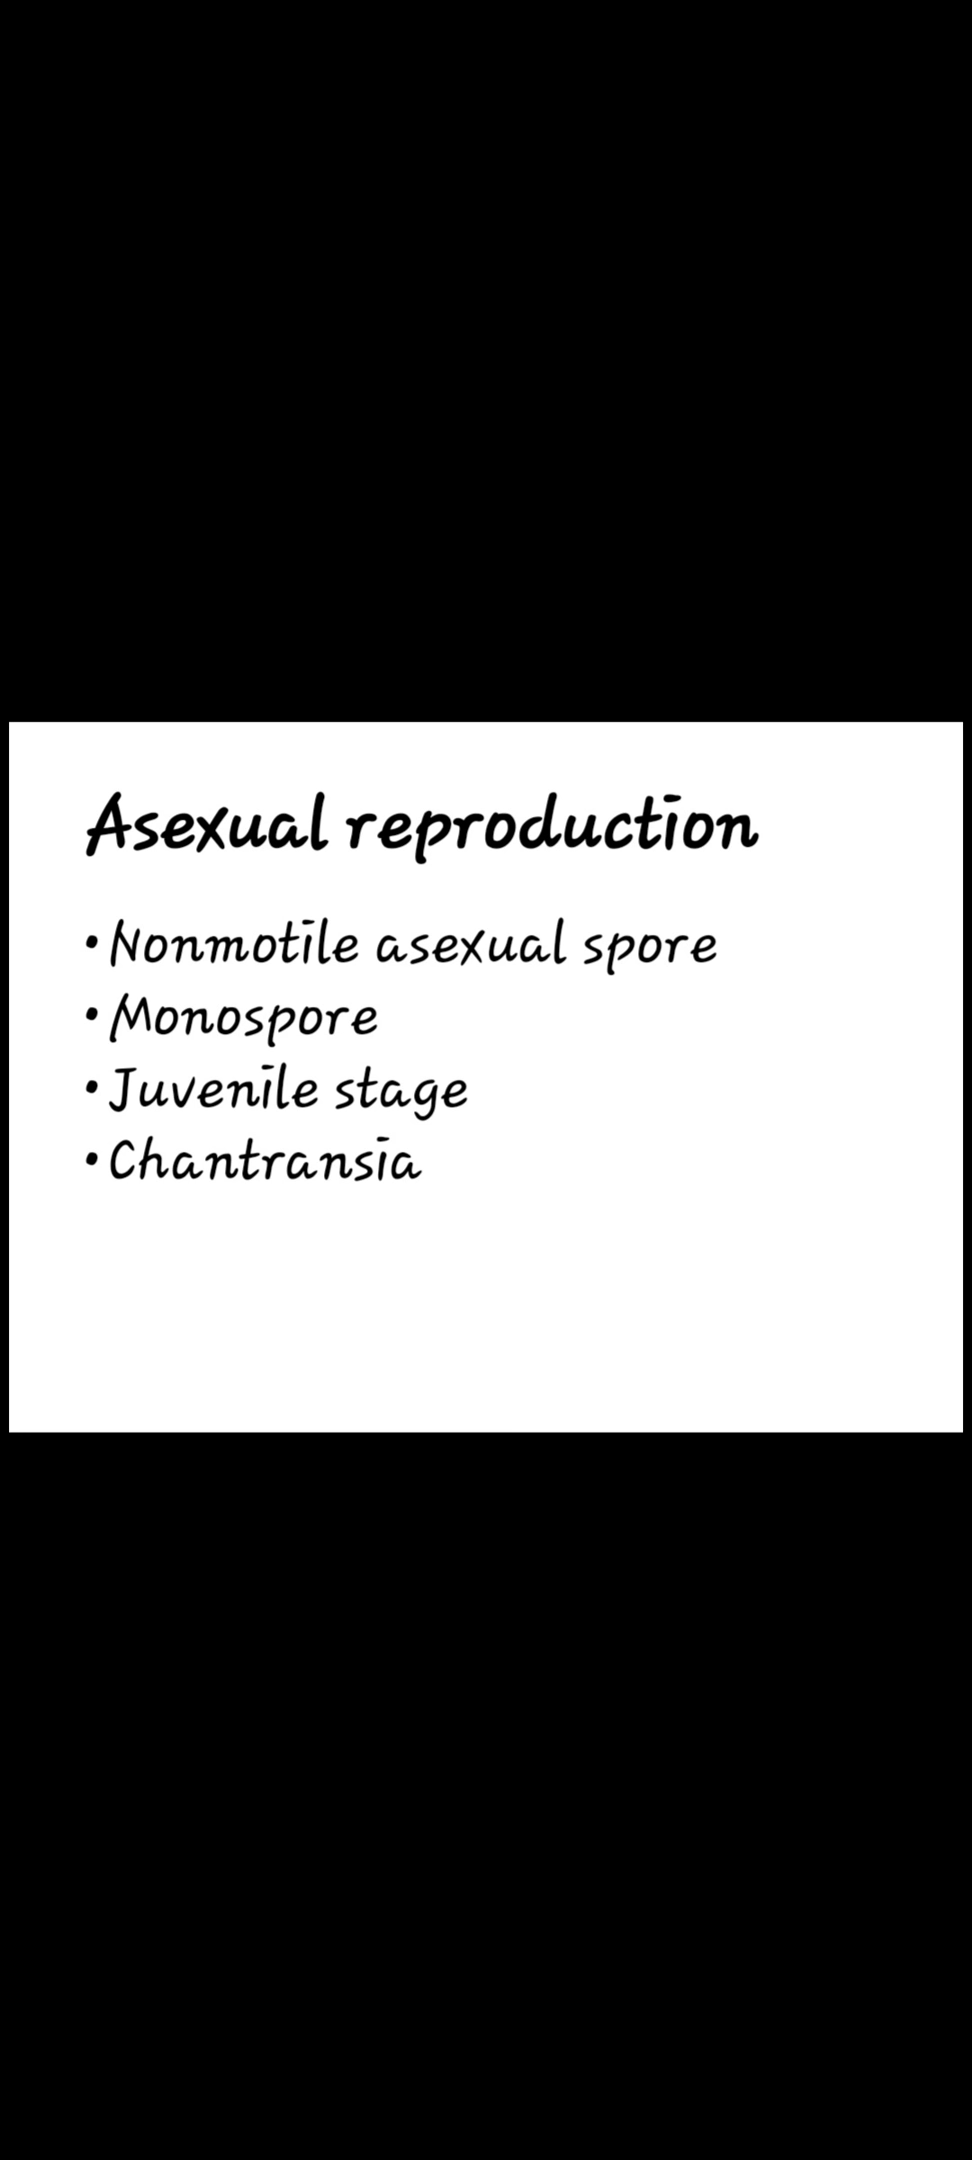 Asexual reproduction
• Nonmotile asexual spore
• Monospore
• Juvenile stage
• Chantransia